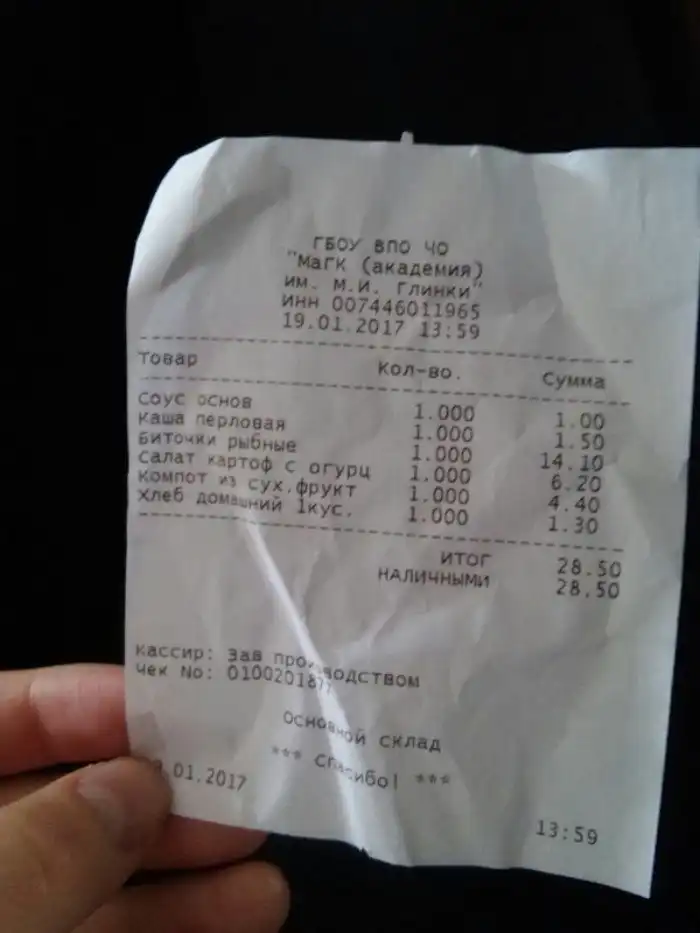 ГБОУ ВПО ЧО
"МаГК (академия)
им. М.И. Глинки"
ИНН 007446011965
19.01.2017 13:59
Товар Кол-во. Сумма
Соус основ 1.000 1.00
Каша перловая 1.000 1.50
Биточки рыбные 1.000 14.10
Салат картоф с огурц 1.000 6.20
Компот из сух.фрукт 1.000 4.40
Хлеб домашний 1кус. 1.000 1.30
ИТОГ 28.50
НАЛИЧНЫМИ 28.50
Кассир: Зав производством
Чек No:
Основной склад
*** Спасибо! ***
.01.2017 13:59